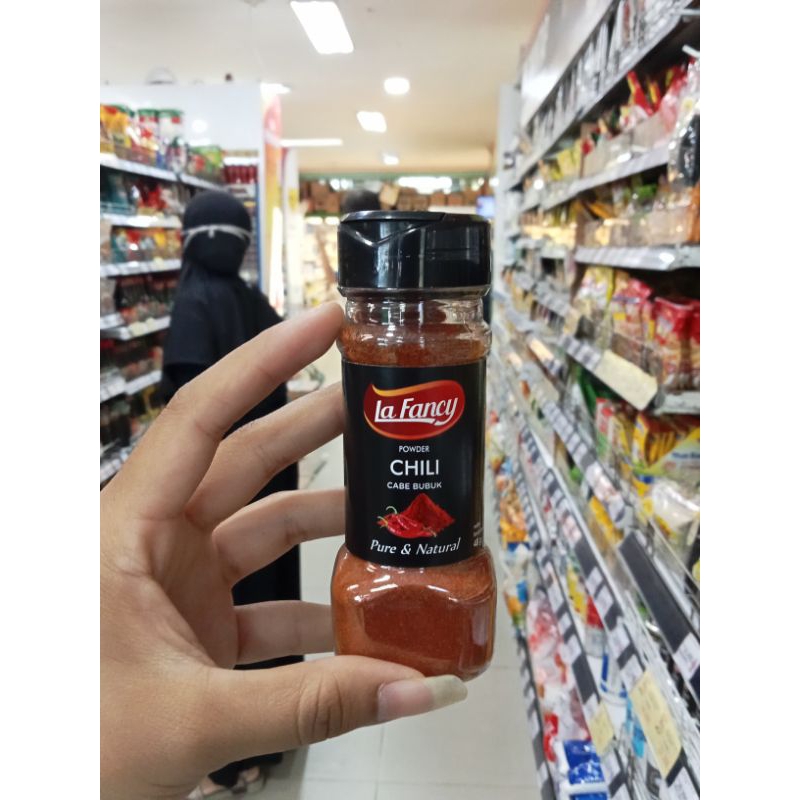 la Fancy
POWDER
CHILI
CABE BUBUK
Pure & Natural